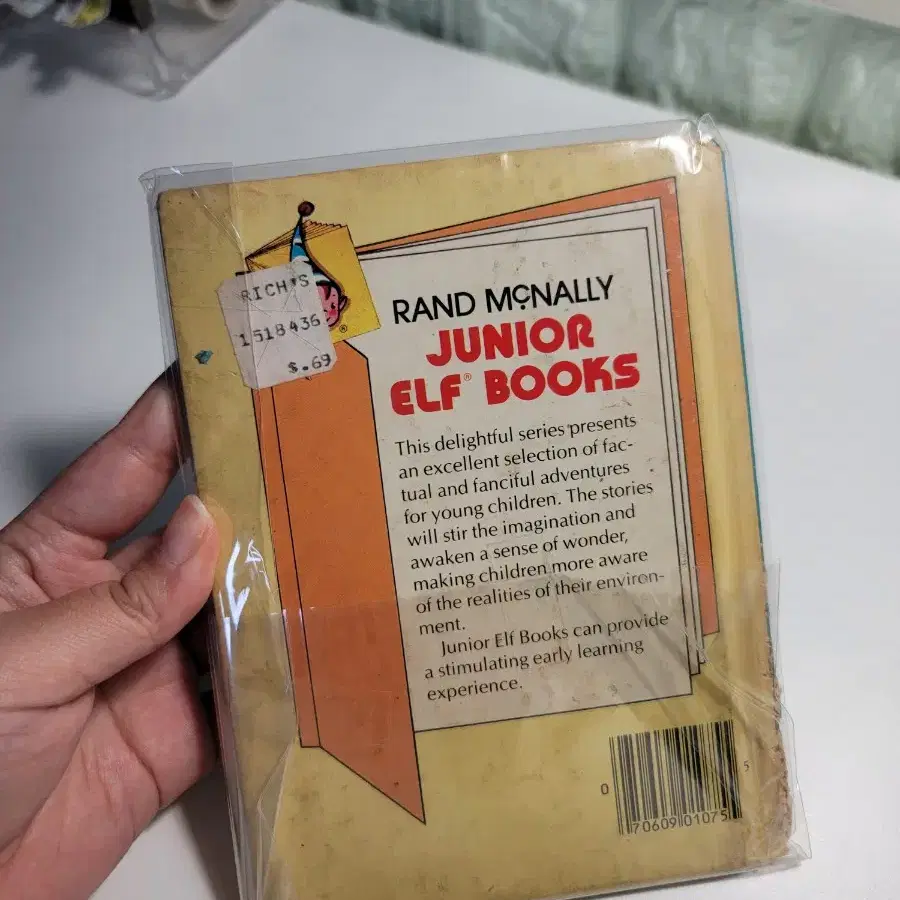 RICH'S
1518436
$.69
®
RAND McNALLY
JUNIOR
ELF® BOOKS
This delightful series presents
an excellent selection of fac-
tual and fanciful adventures
for young children. The stories
will stir the imagination and
awaken a sense of wonder,
making children more aware
of the realities of their environ-
ment.
Junior Elf Books can provide
a stimulating early learning
experience.
0 70609 01075 5